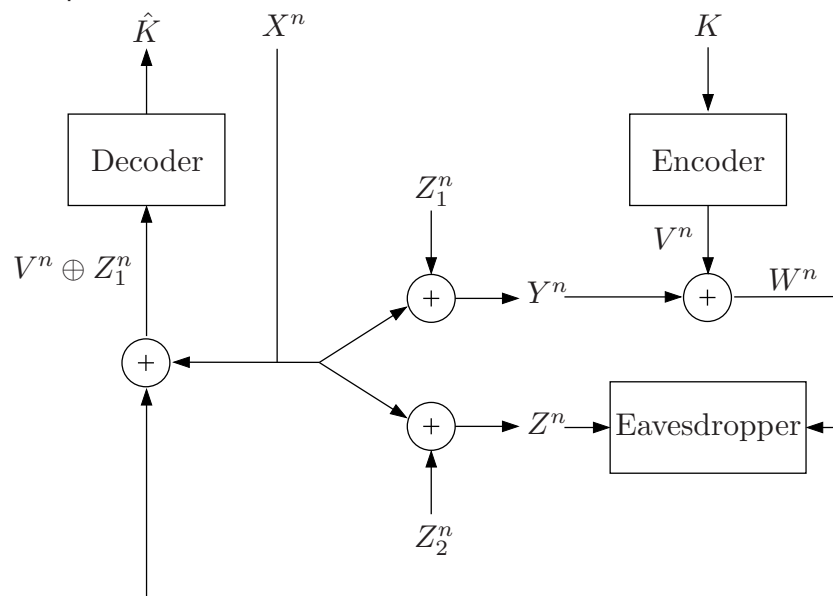 K̂ Xⁿ K
Decoder Encoder
Z₁ⁿ
Vⁿ
Vⁿ ⊕ Z₁ⁿ
+ Yⁿ + Wⁿ
+
+ Zⁿ Eavesdropper
Z₂ⁿ